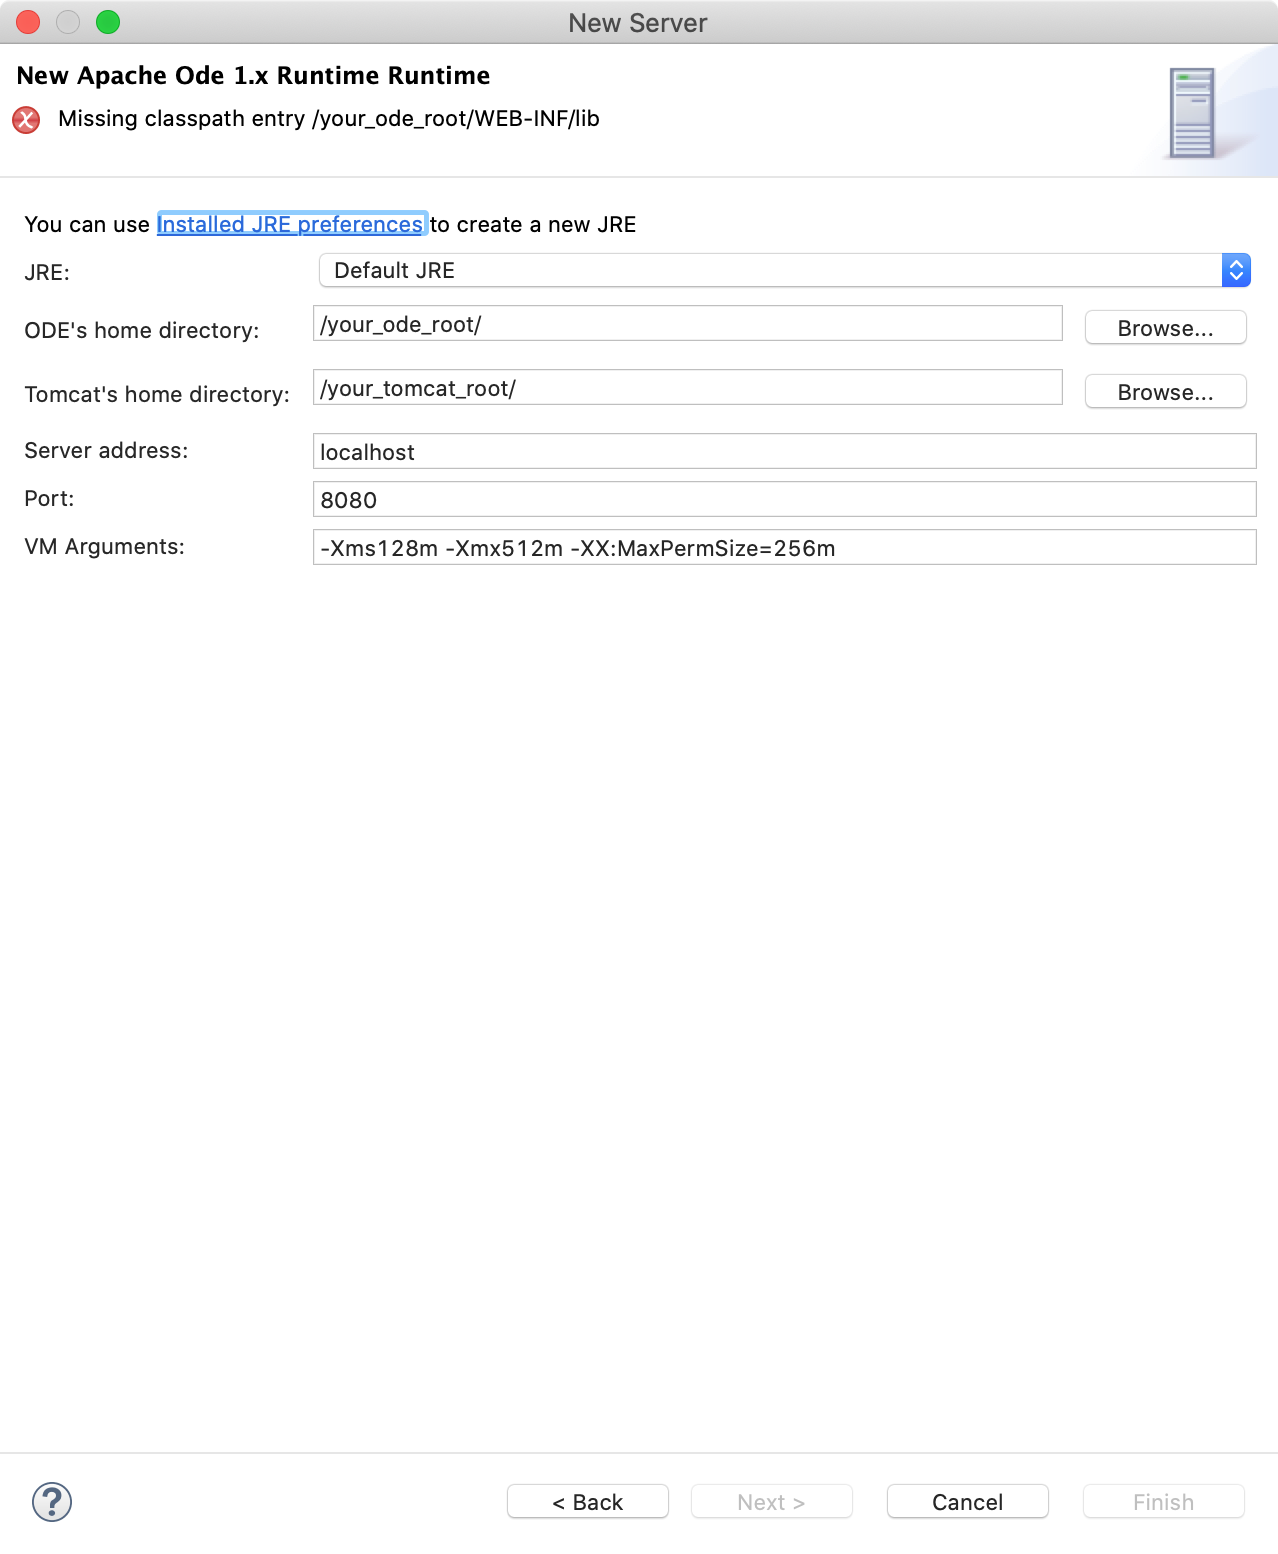 New Server
New Apache Ode 1.x Runtime Runtime
Missing classpath entry /your_ode_root/WEB-INF/lib
You can use Installed JRE preferences to create a new JRE
JRE: Default JRE
ODE's home directory: /your_ode_root/ Browse...
Tomcat's home directory: /your_tomcat_root/ Browse...
Server address: localhost
Port: 8080
VM Arguments: -Xms128m -Xmx512m -XX:MaxPermSize=256m
? < Back Next > Cancel Finish